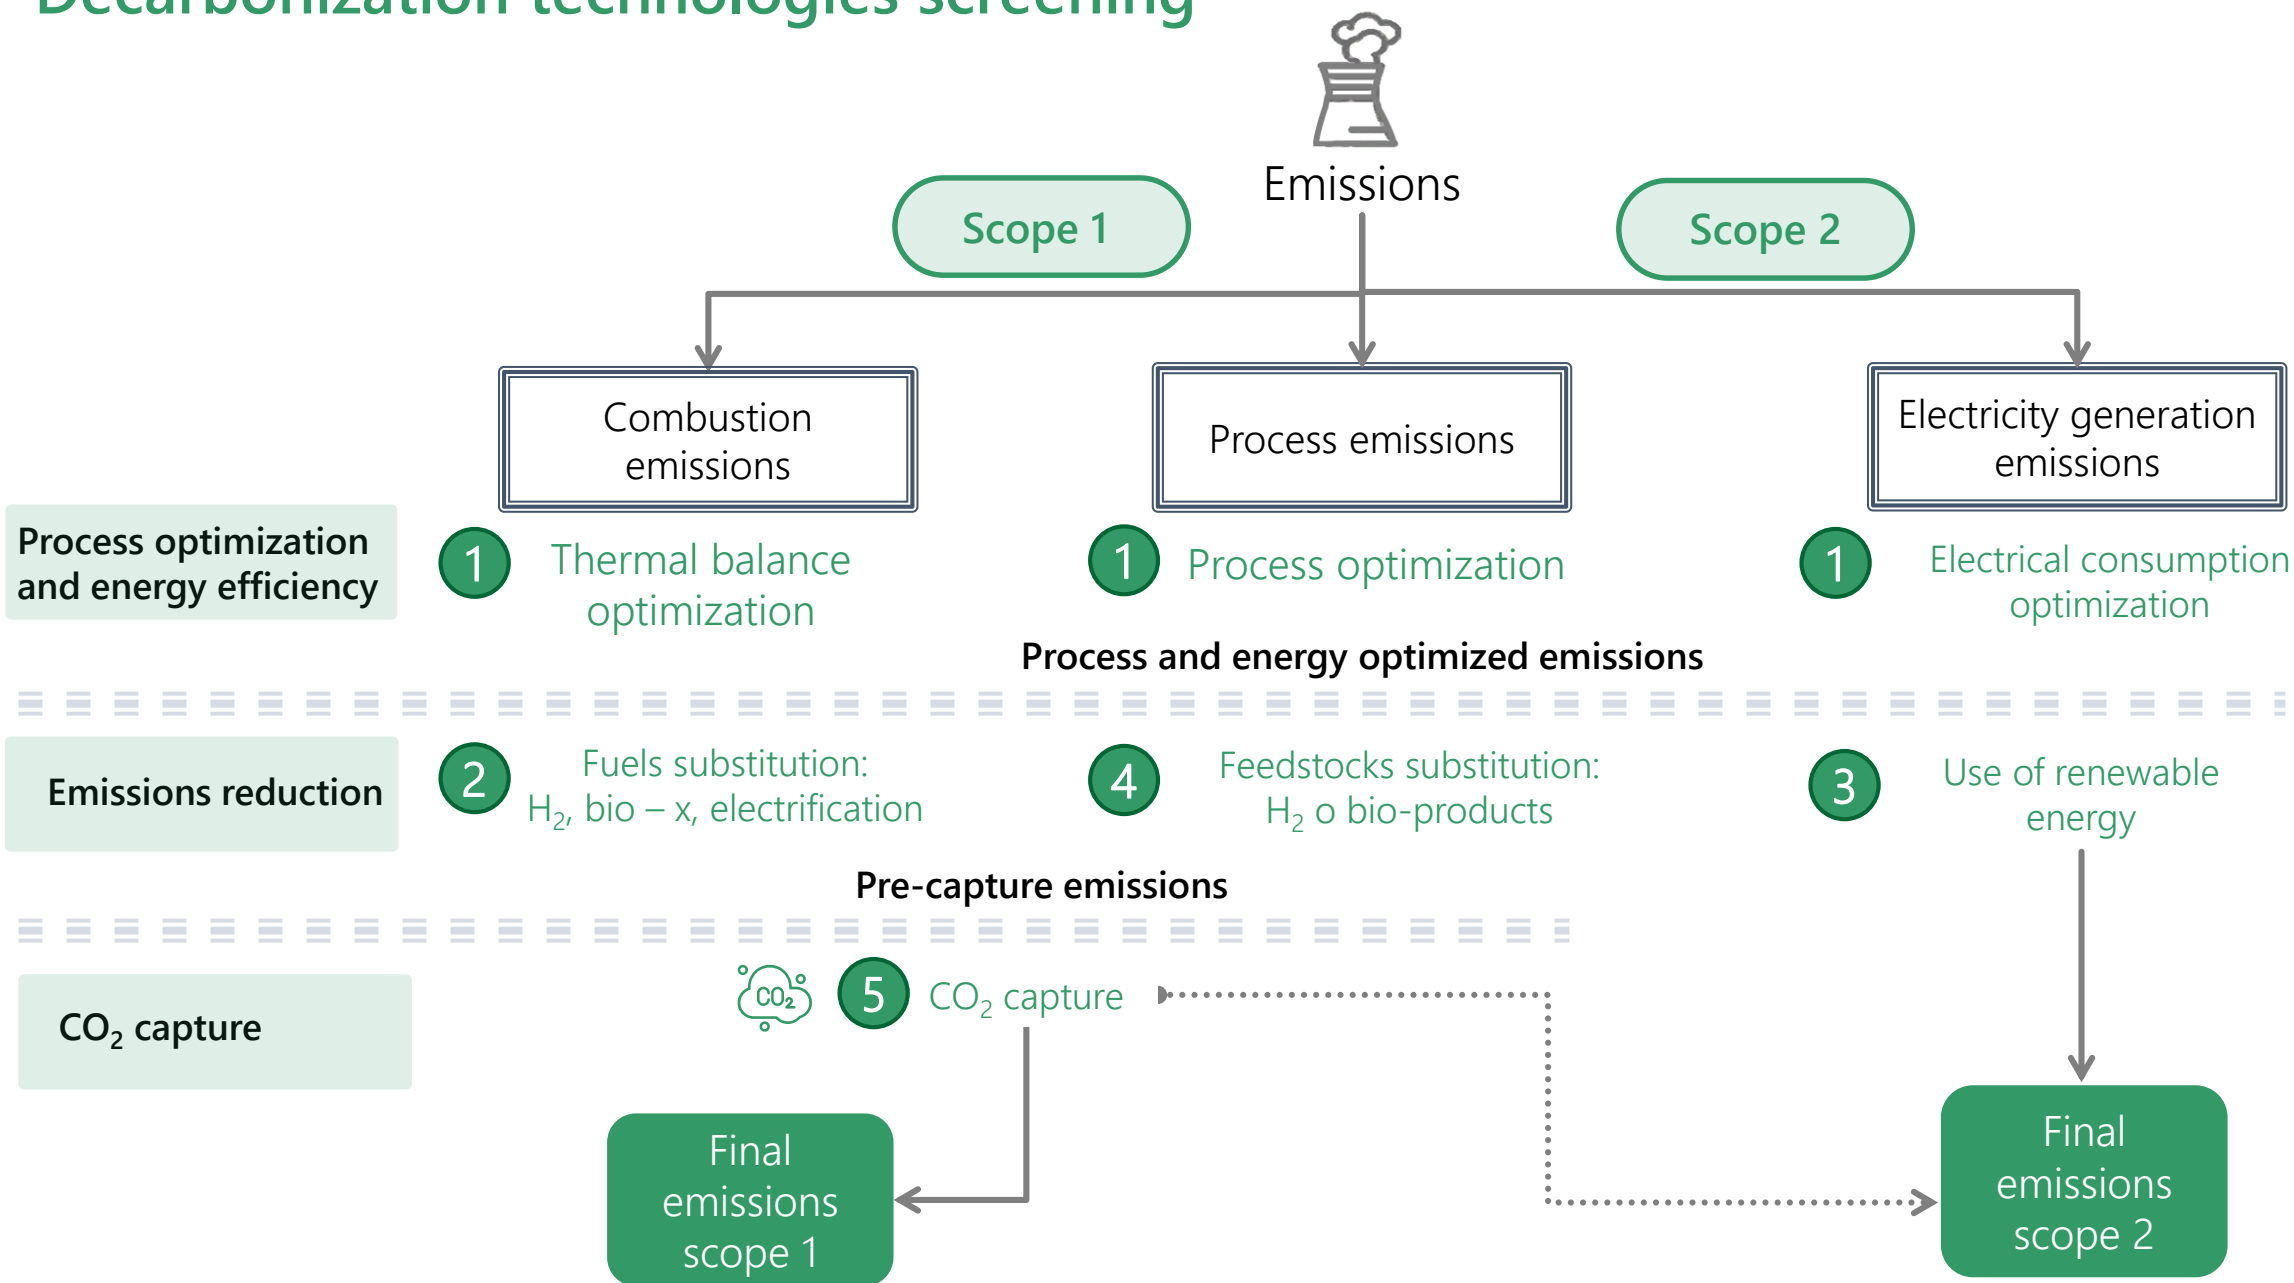 Decarbonization technologies screening
Emissions
Scope 1
Scope 2
Combustion
emissions
Process emissions
Electricity generation
emissions
Process optimization
and energy efficiency
1
Thermal balance
optimization
1
Process optimization
1
Electrical consumption
optimization
Process and energy optimized emissions
Emissions reduction
2
Fuels substitution:
H₂, bio – x, electrification
4
Feedstocks substitution:
H₂ o bio-products
3
Use of renewable
energy
Pre-capture emissions
CO₂ capture
CO₂
5
CO₂ capture
Final
emissions
scope 1
Final
emissions
scope 2